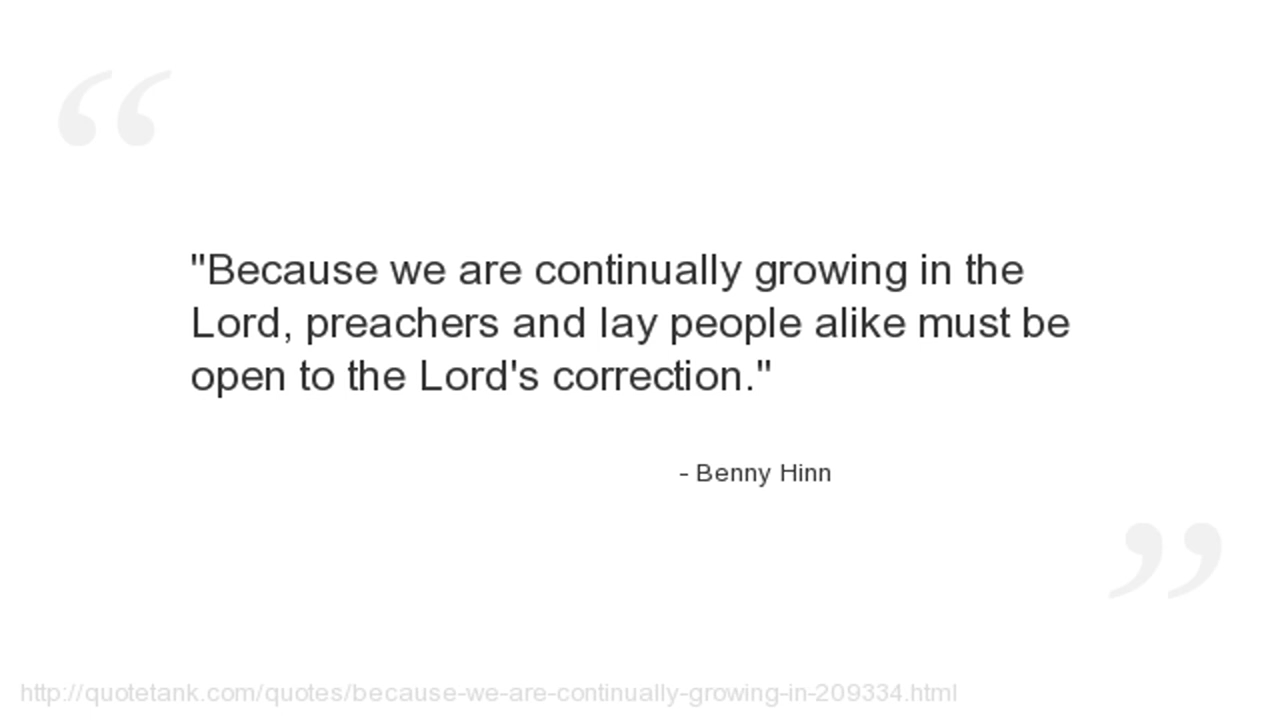 "Because we are continually growing in the
Lord, preachers and lay people alike must be
open to the Lord's correction."
- Benny Hinn
http://quotetank.com/quotes/because-we-are-continually-growing-in-209334.html